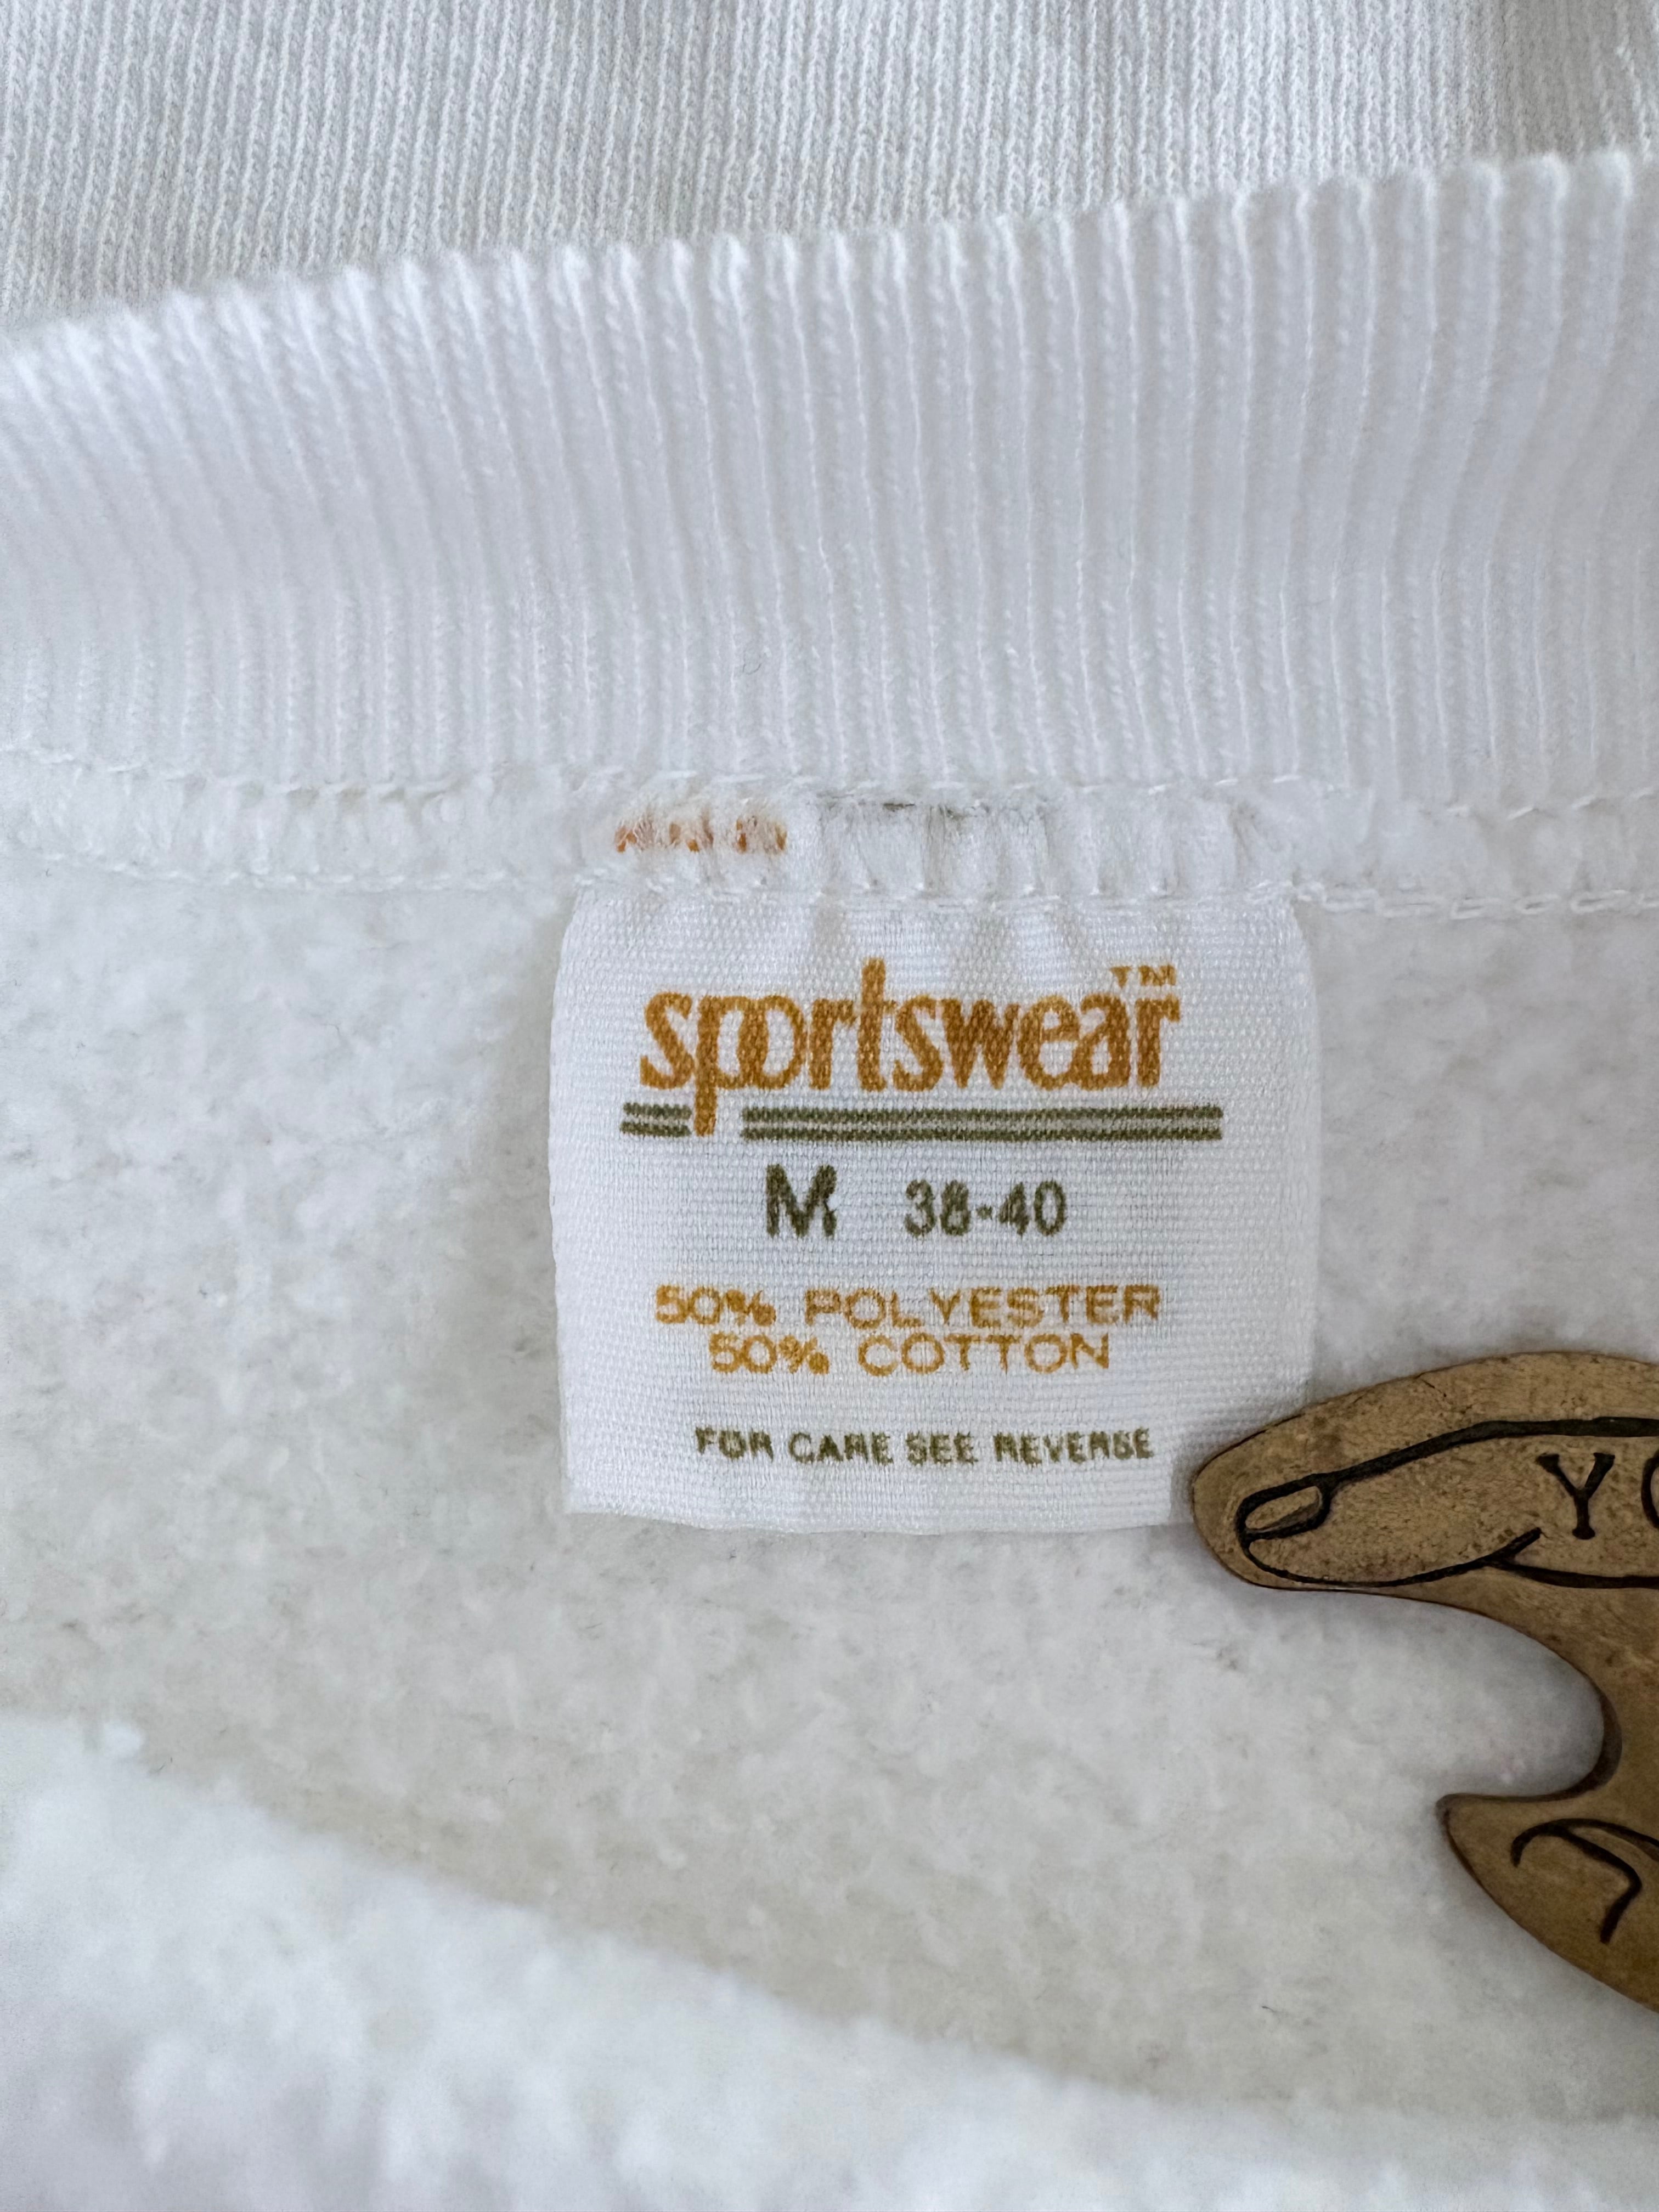 sportswear™
M 38-40
50% POLYESTER
50% COTTON
FOR CARE SEE REVERSE